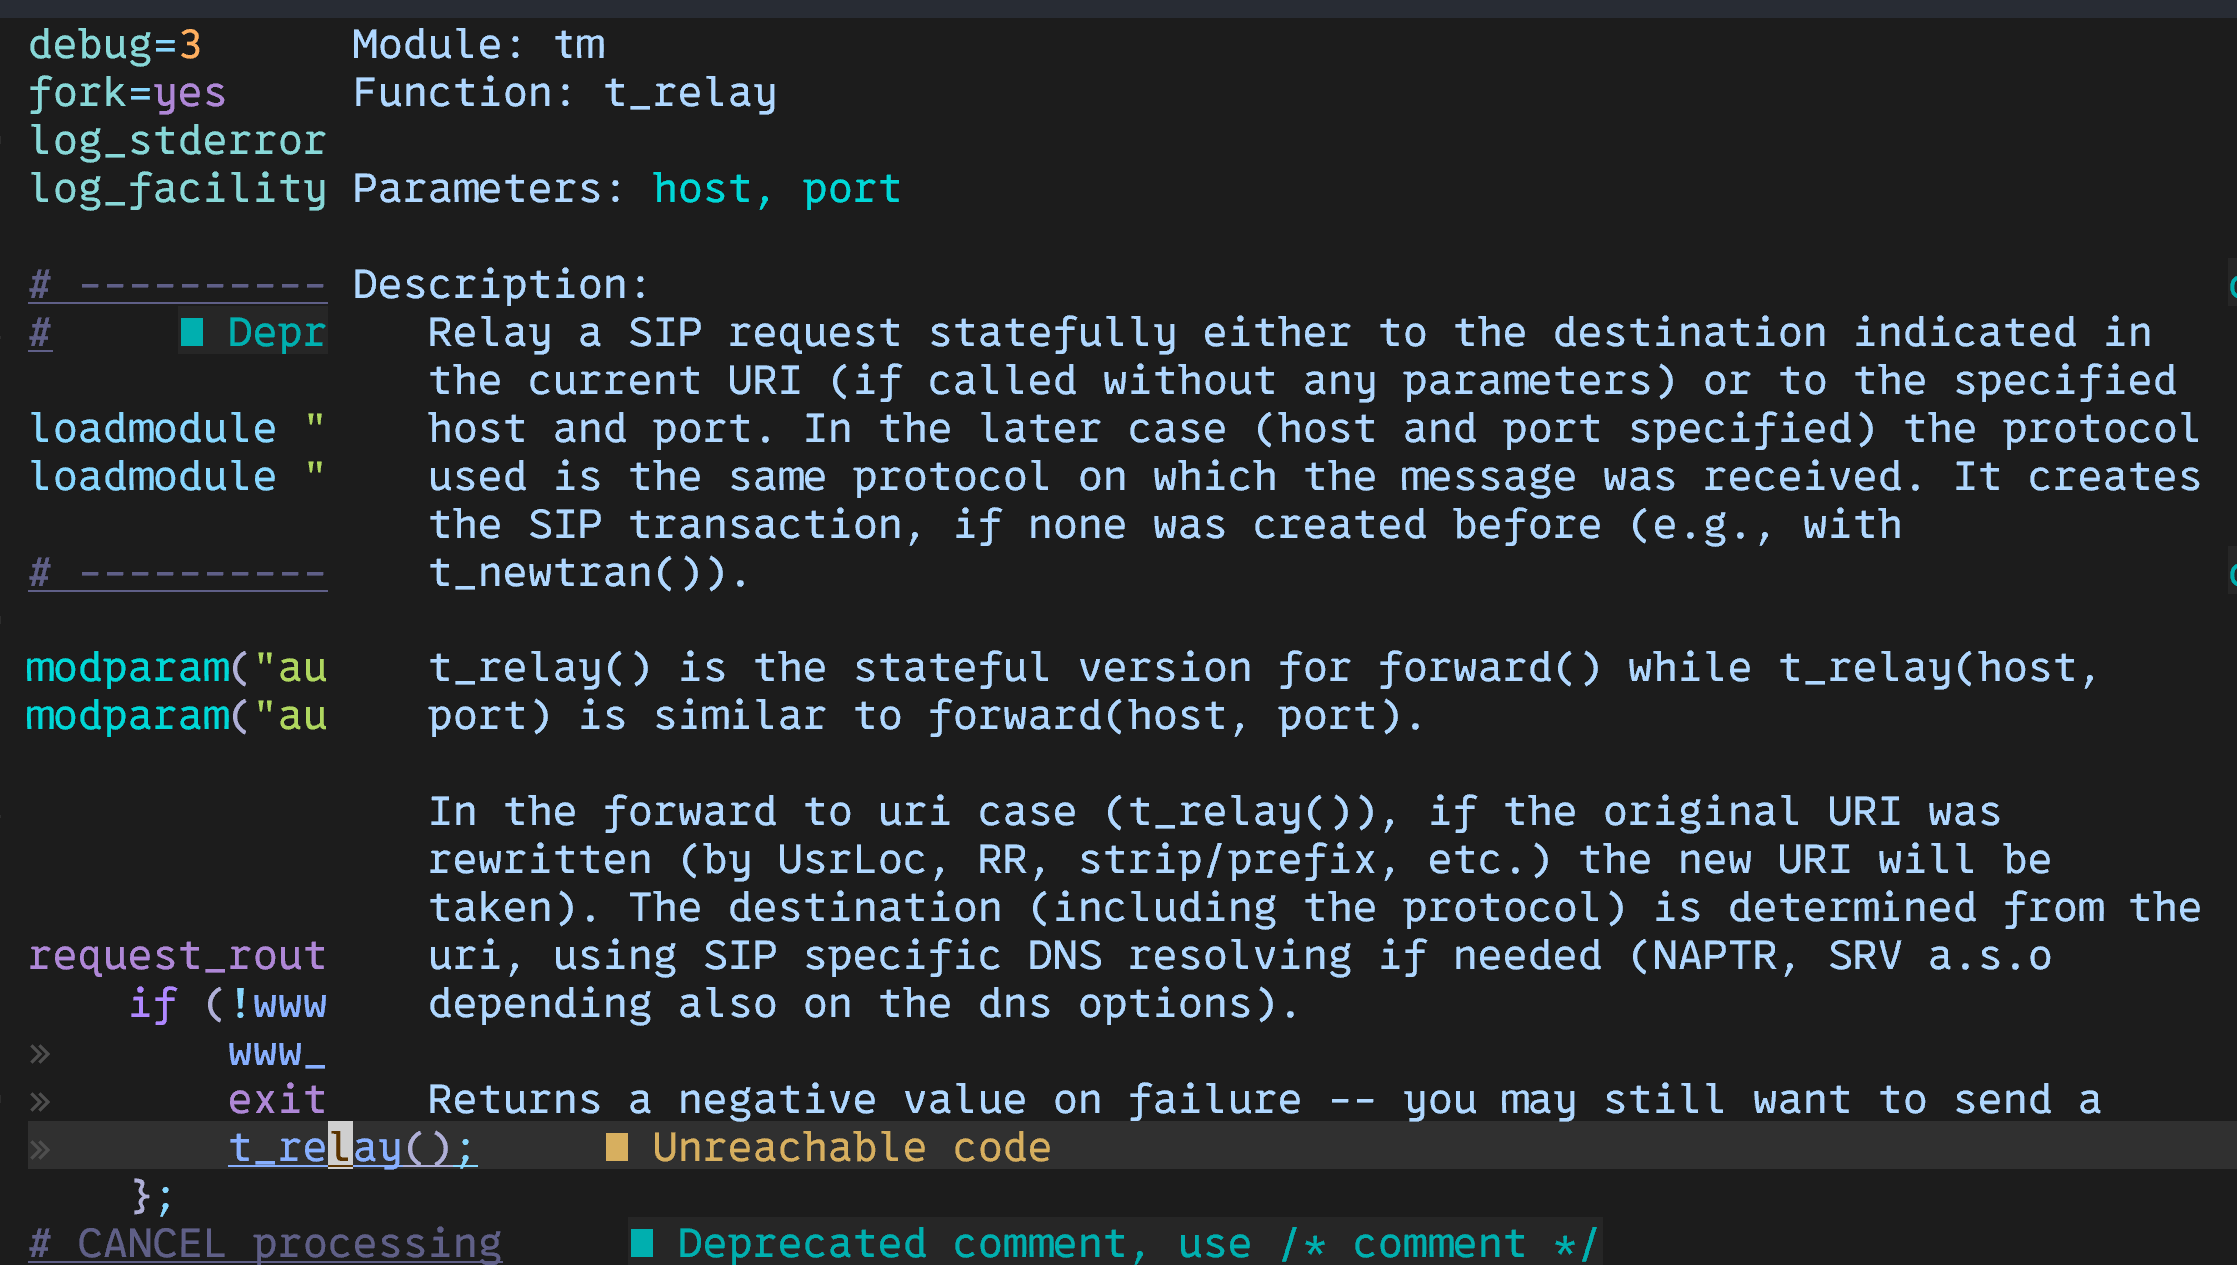 debug=3 Module: tm
fork=yes Function: t_relay
log_stderror
log_facility Parameters: host, port
# ---------- Description:
# ■ Depr Relay a SIP request statefully either to the destination indicated in
the current URI (if called without any parameters) or to the specified
loadmodule " host and port. In the later case (host and port specified) the protocol
loadmodule " used is the same protocol on which the message was received. It creates
the SIP transaction, if none was created before (e.g., with
# ---------- t_newtran()).
modparam("au t_relay() is the stateful version for forward() while t_relay(host,
modparam("au port) is similar to forward(host, port).
In the forward to uri case (t_relay()), if the original URI was
rewritten (by UsrLoc, RR, strip/prefix, etc.) the new URI will be
taken). The destination (including the protocol) is determined from the
request_rout uri, using SIP specific DNS resolving if needed (NAPTR, SRV a.s.o
if (!www depending also on the dns options).
» www_
» exit Returns a negative value on failure -- you may still want to send a
» t_relay(); ■ Unreachable code
};
# CANCEL processing ■ Deprecated comment, use /* comment */